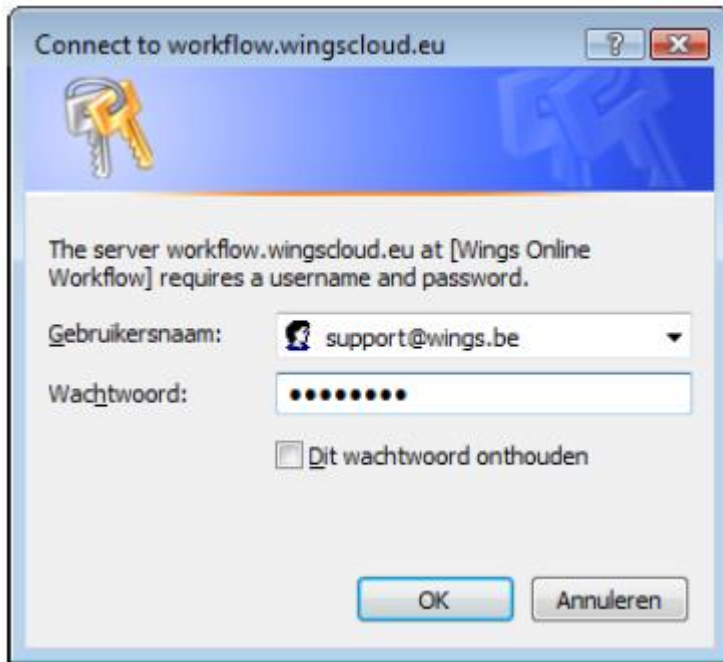 Connect to workflow.wingscloud.eu
The server workflow.wingscloud.eu at [Wings Online
Workflow] requires a username and password.
Gebruikersnaam: support@wings.be
Wachtwoord: ••••••••
Dit wachtwoord onthouden
OK Annuleren